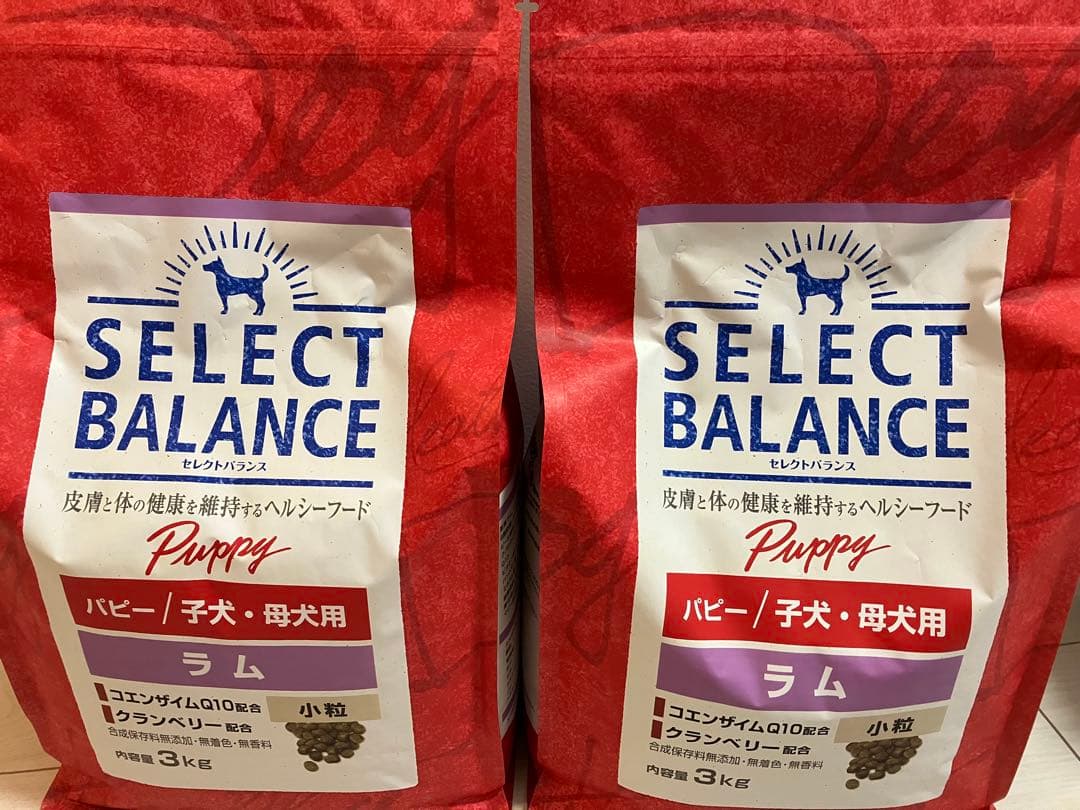 SELECT
BALANCE
セレクトバランス
皮膚と体の健康を維持するヘルシーフード
Puppy
パピー/子犬・母犬用
ラム
コエンザイムQ10配合
クランベリー配合
小粒
合成保存料無添加・無着色・無香料
内容量 3kg
SELECT
BALANCE
セレクトバランス
皮膚と体の健康を維持するヘルシーフード
Puppy
パピー/子犬・母犬用
ラム
コエンザイムQ10配合
クランベリー配合
小粒
合成保存料無添加・無着色・無香料
内容量 3kg